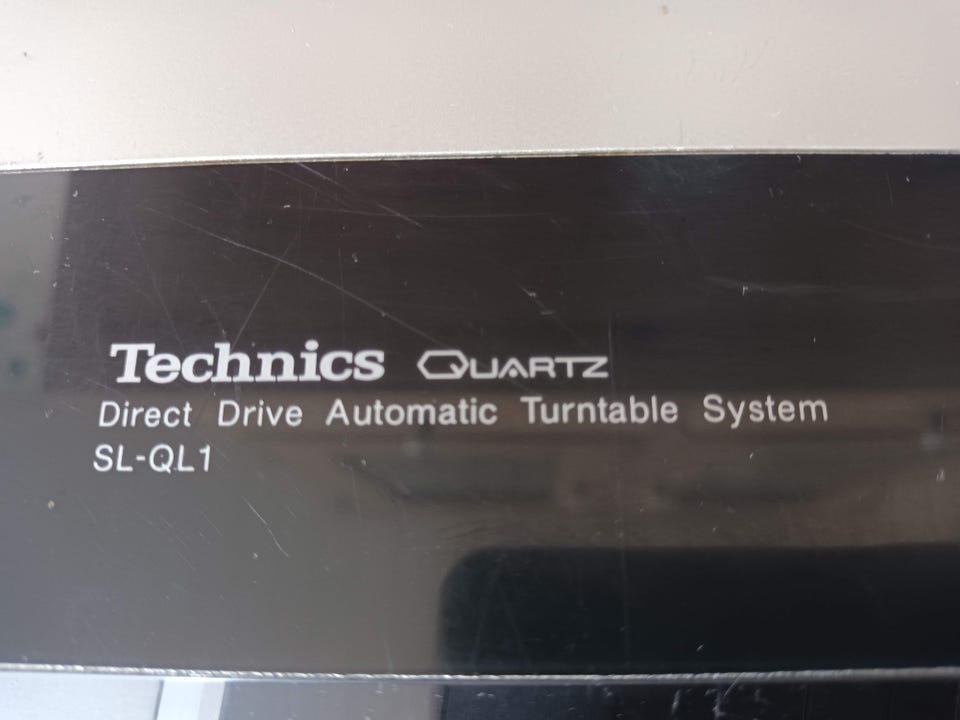 Technics QUARTZ
Direct Drive Automatic Turntable System
SL-QL1